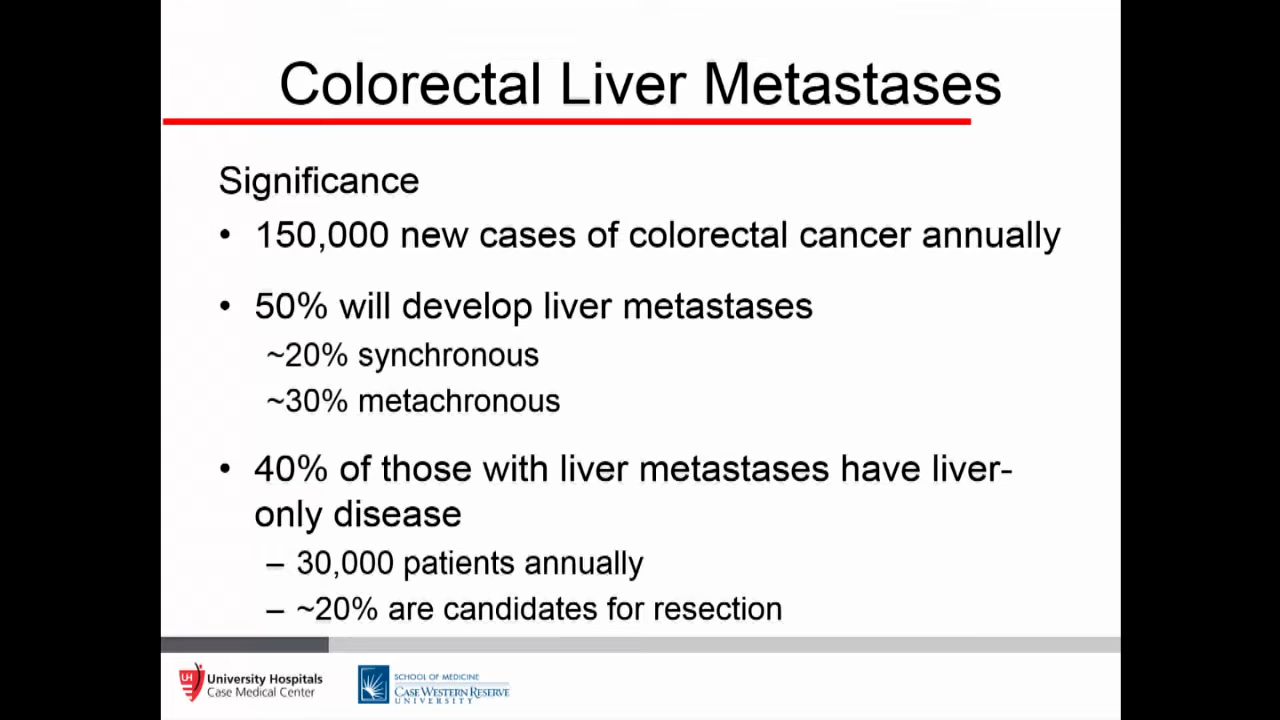 Colorectal Liver Metastases
Significance
• 150,000 new cases of colorectal cancer annually
• 50% will develop liver metastases
~20% synchronous
~30% metachronous
• 40% of those with liver metastases have liver-
only disease
– 30,000 patients annually
– ~20% are candidates for resection
UH
University Hospitals
Case Medical Center
SCHOOL OF MEDICINE
CASE WESTERN RESERVE
UNIVERSITY